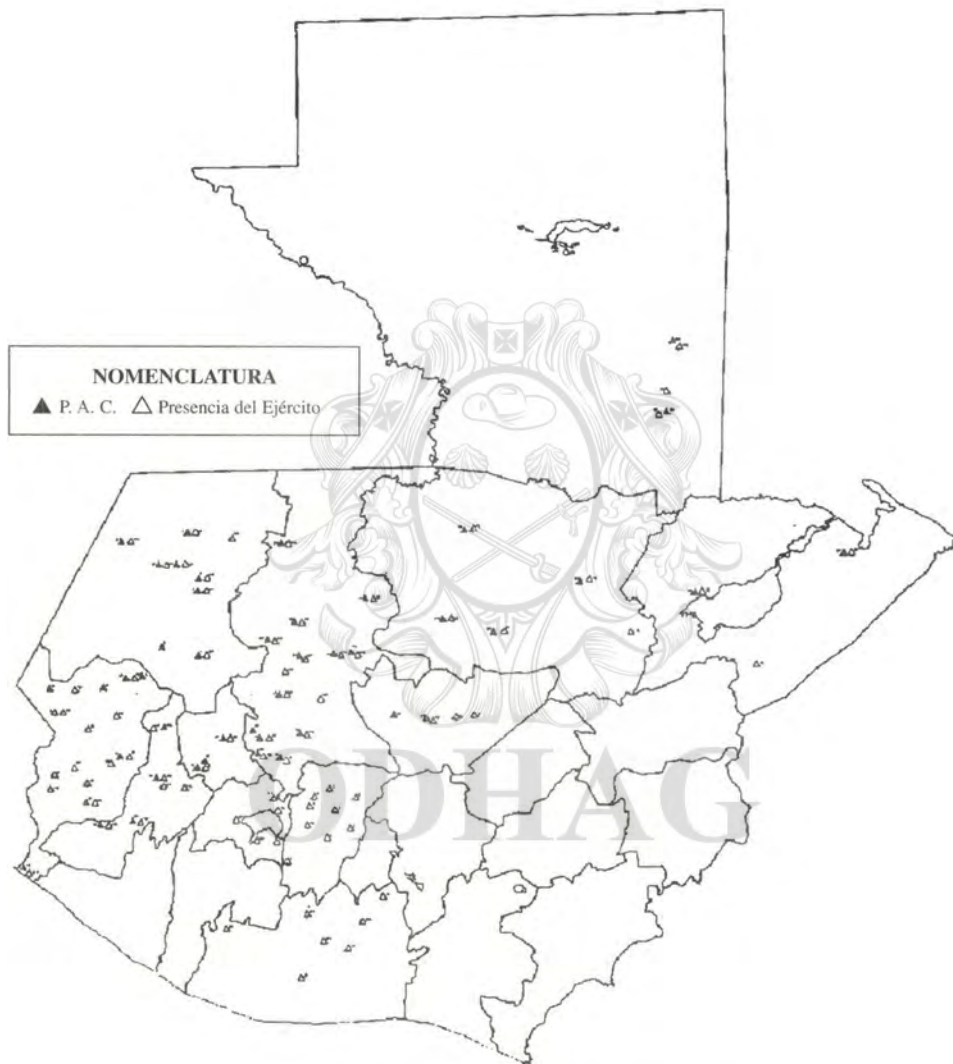 NOMENCLATURA
▲ P. A. C. △ Presencia del Ejército
ODHAG